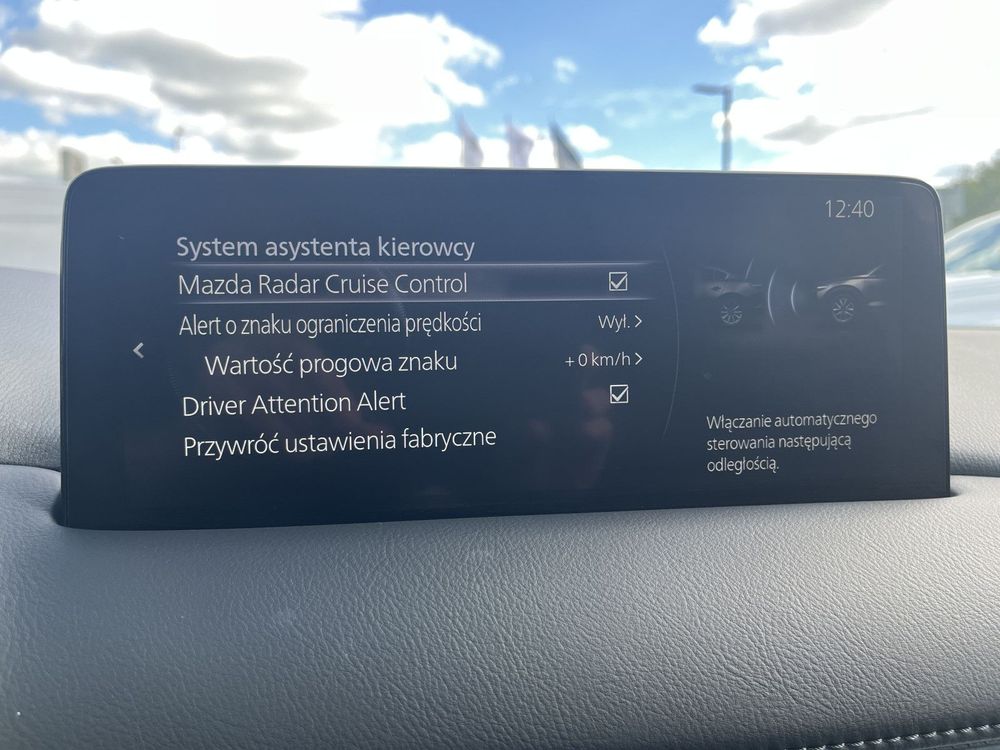 12:40
System asystenta kierowcy
Mazda Radar Cruise Control
Alert o znaku ograniczenia prędkości Wył. >
Wartość progowa znaku + 0 km/h >
Driver Attention Alert
Przywróć ustawienia fabryczne
Włączanie automatycznego
sterowania następującą
odległością.